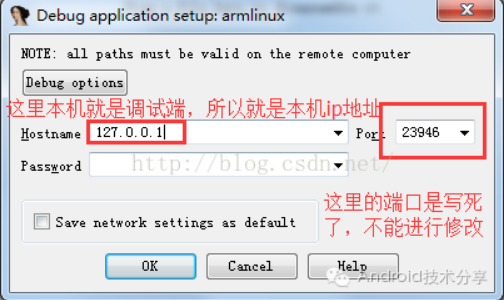 Debug application setup: armlinux
NOTE: all paths must be valid on the remote computer
Debug options
这里本机就是调试端，所以就是本机ip地址
Hostname 127.0.0.1 Port 23946
Password
http://blog.csdn.net/
这里的端口是写死
了，不能进行修改
Save network settings as default
OK Cancel Help
Android技术分享